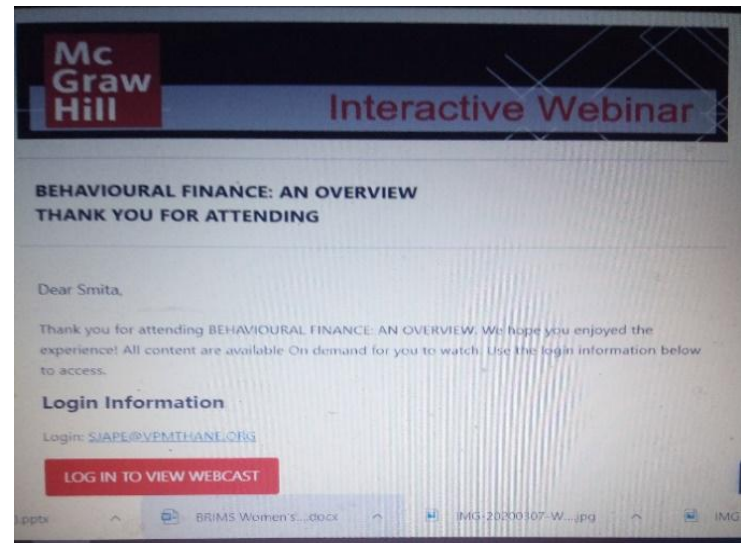 Mc
Graw
Hill
Interactive Webinar
BEHAVIOURAL FINANCE: AN OVERVIEW
THANK YOU FOR ATTENDING
Dear Smita,
Thank you for attending BEHAVIOURAL FINANCE: AN OVERVIEW. We hope you enjoyed the
experience! All content are available On demand for you to watch. Use the login information below
to access.
Login Information
Login: SJAPE@VPMTHANE.ORG
LOG IN TO VIEW WEBCAST
).pptx
BRIMS Women's....docx
IMG-20200307-W....jpg
IMG